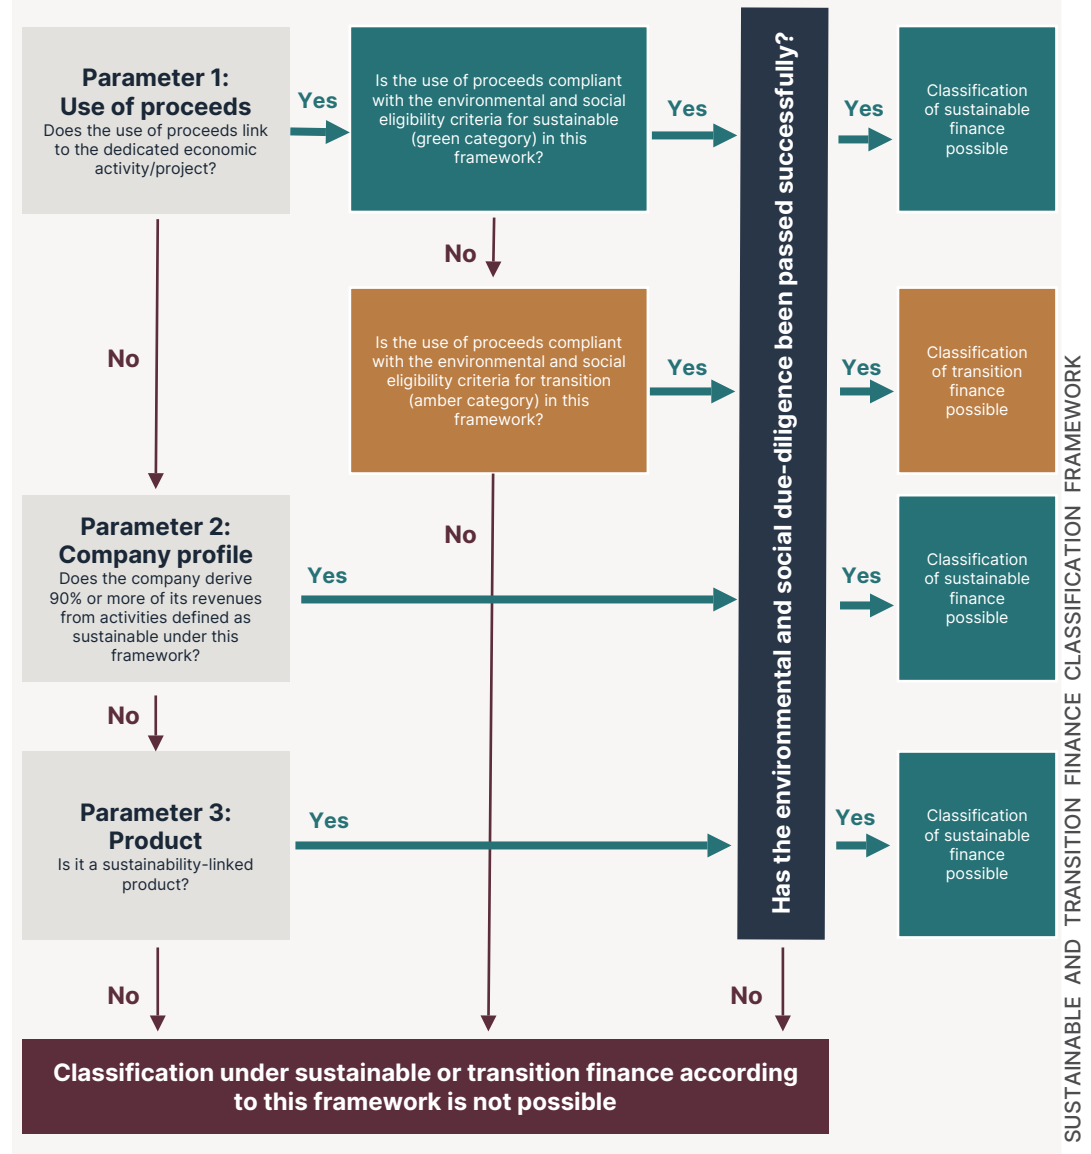 Parameter 1:
Use of proceeds
Does the use of proceeds link
to the dedicated economic
activity/project?
Yes
Is the use of proceeds compliant
with the environmental and social
eligibility criteria for sustainable
(green category) in this
framework?
Yes
Has the environmental and social due-diligence been passed successfully?
Yes
Classification
of sustainable
finance
possible
No
No
Is the use of proceeds compliant
with the environmental and social
eligibility criteria for transition
(amber category) in this
framework?
Yes
Yes
Classification
of transition
finance
possible
No
Parameter 2:
Company profile
Does the company derive
90% or more of its revenues
from activities defined as
sustainable under this
framework?
Yes
Yes
Classification
of sustainable
finance
possible
No
Parameter 3:
Product
Is it a sustainability-linked
product?
Yes
Yes
Classification
of sustainable
finance
possible
No
No
Classification under sustainable or transition finance according
to this framework is not possible
SUSTAINABLE AND TRANSITION FINANCE CLASSIFICATION FRAMEWORK